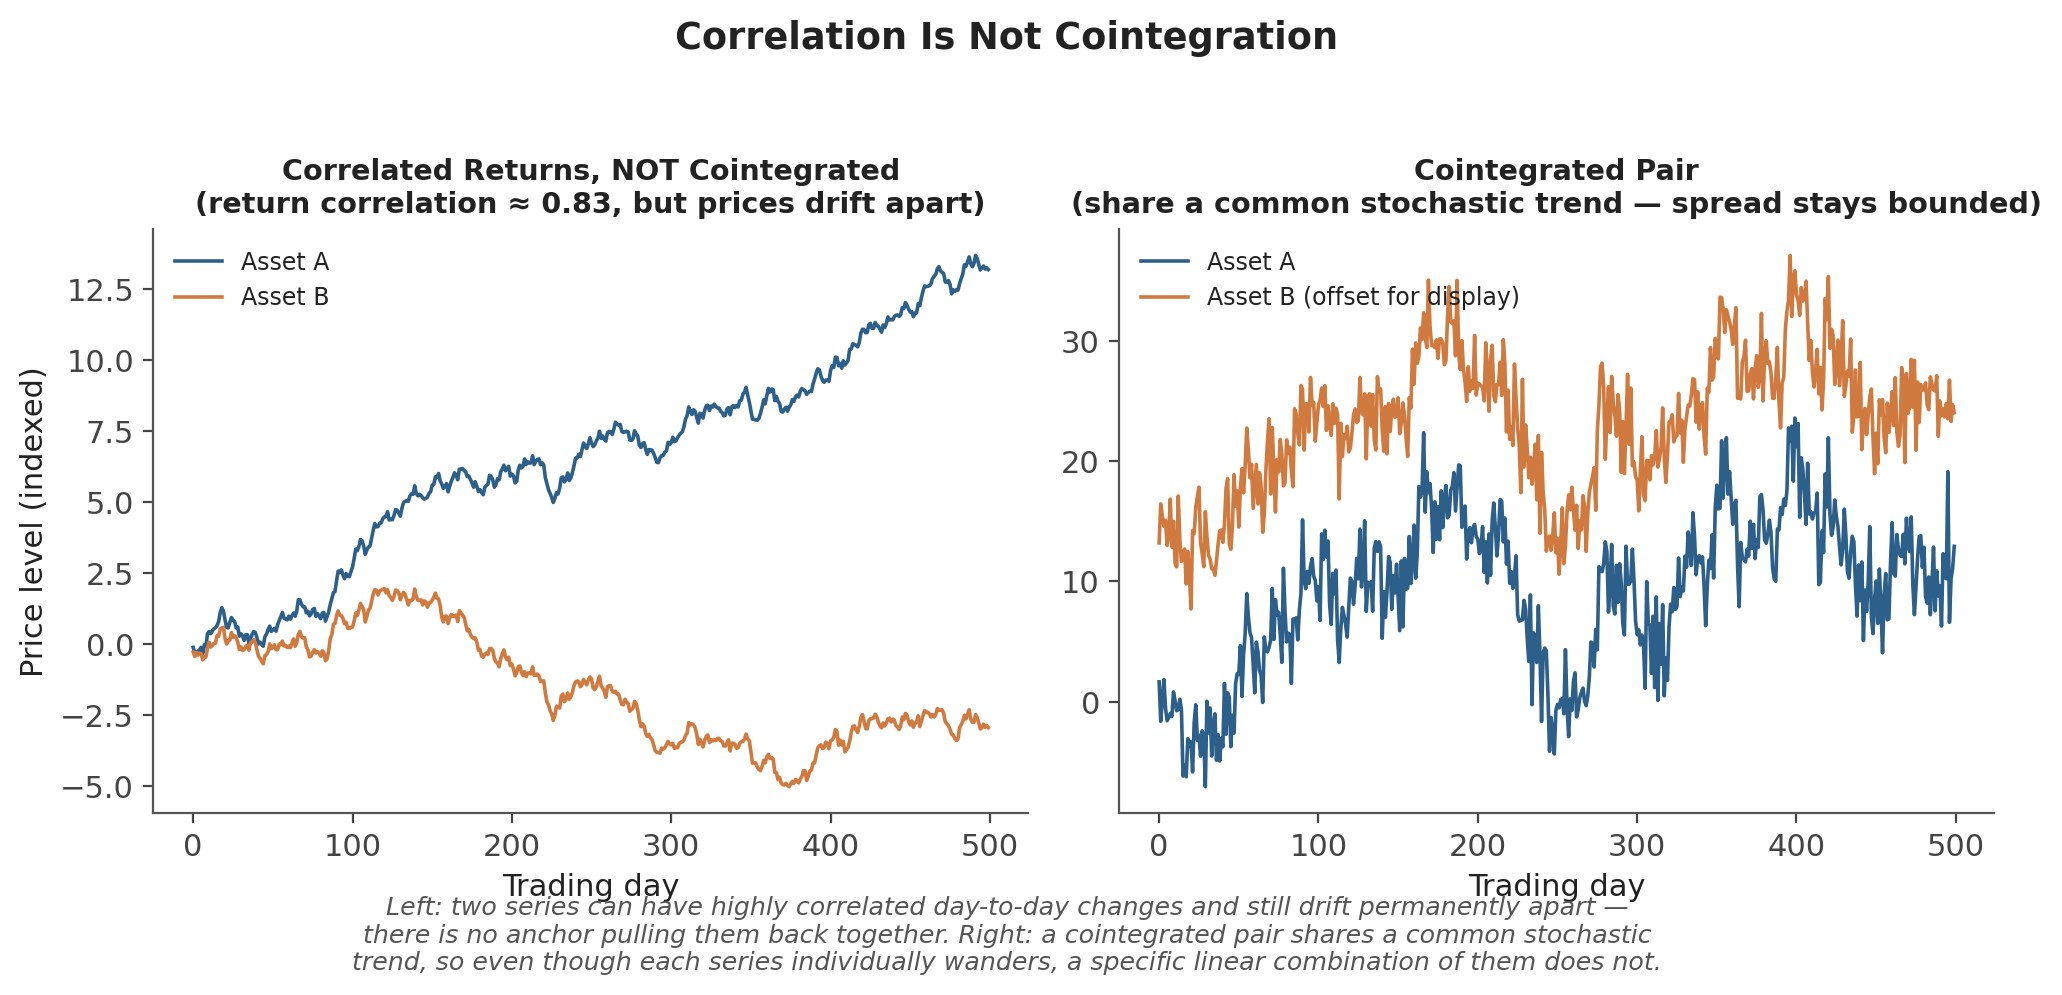 Correlation Is Not Cointegration
Correlated Returns, NOT Cointegrated
(return correlation ≈ 0.83, but prices drift apart)
Asset A
Asset B
Price level (indexed)
12.5
10.0
7.5
5.0
2.5
0.0
−2.5
−5.0
0 100 200 300 400 500
Trading day
Cointegrated Pair
(share a common stochastic trend — spread stays bounded)
Asset A
Asset B (offset for display)
30
20
10
0
0 100 200 300 400 500
Trading day
Left: two series can have highly correlated day-to-day changes and still drift permanently apart —
there is no anchor pulling them back together. Right: a cointegrated pair shares a common stochastic
trend, so even though each series individually wanders, a specific linear combination of them does not.